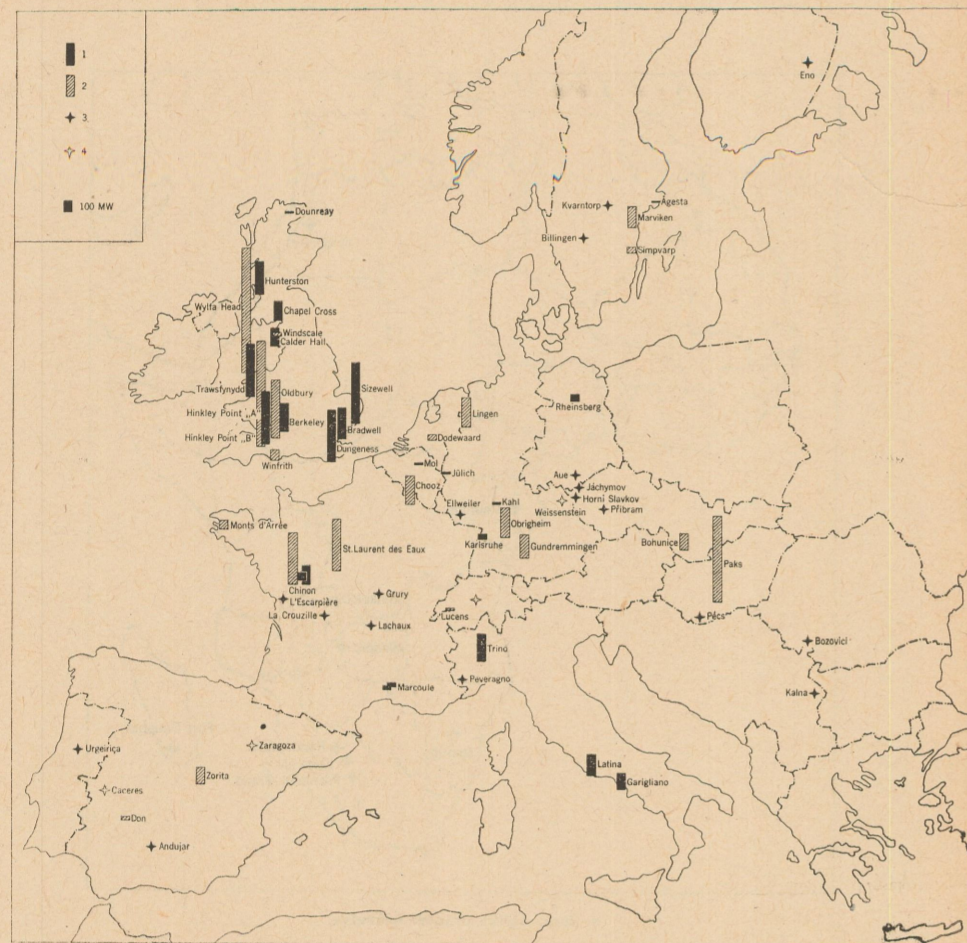 1
2
3
4
100 MW
Eno
Dounreay
Kvarntorp
Agesta
Marviken
Billingen
Simpvarp
Hunterston
Wylfa Head
Chapel Cross
Windscale
Calder Hall
Trawsfynydd
Oldbury
Sizewell
Hinkley Point „A"
Berkeley
Bradwell
Hinkley Point „B"
Dungeness
Winfrith
Lingen
Dodewaard
Rheinsberg
Mol
Jülich
Chooz
Ellweiler
Kahl
Aue
Jáchymov
Horni Slavkov
Weissenstein
Příbram
Monts d'Arrée
Obrigheim
St.Laurent des Eaux
Karlsruhe
Gundremmingen
Bohunice
Paks
Chinon
L'Escarpière
Grury
La Crouzille
Lachaux
Lucens
Pécs
Trino
Bozovici
Peveragno
Marcoule
Kalna
Urgeiriça
Zaragoza
Zorita
Latina
Garigliano
Caceres
Don
Andujar